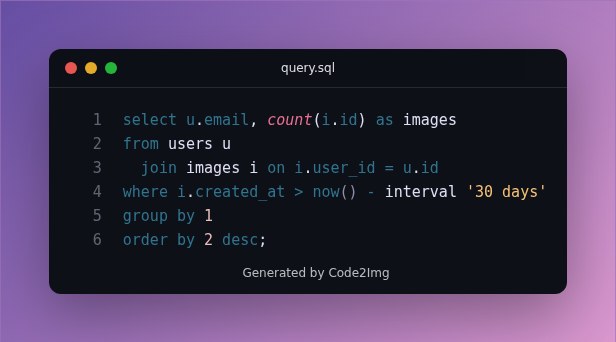 query.sql
1 select u.email, count(i.id) as images
2 from users u
3   join images i on i.user_id = u.id
4 where i.created_at > now() - interval '30 days'
5 group by 1
6 order by 2 desc;
Generated by Code2Img